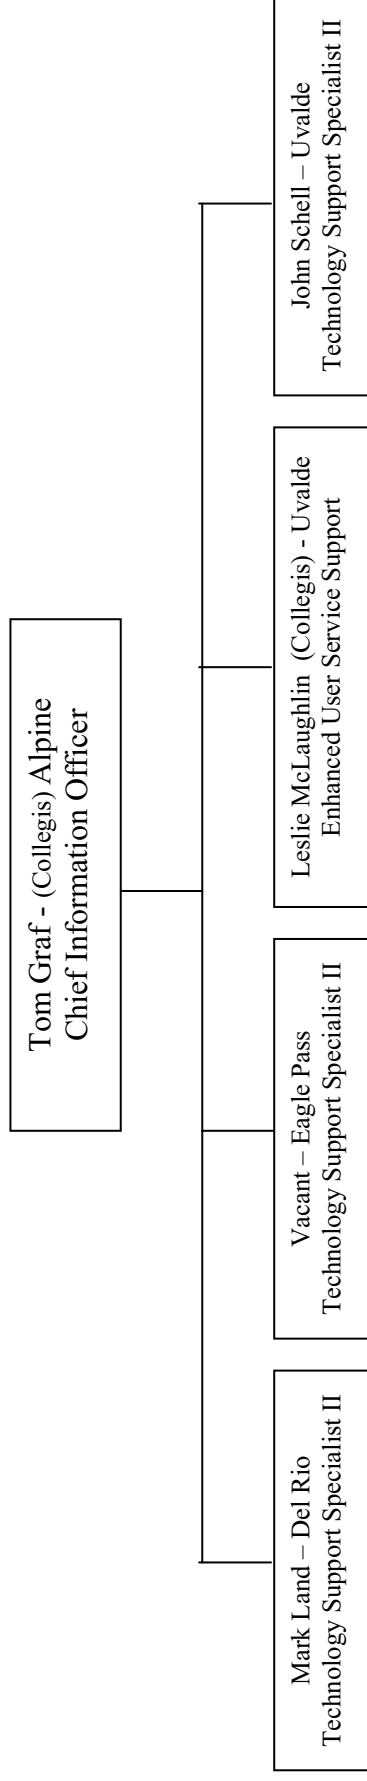 Tom Graf - (Collegis) Alpine
Chief Information Officer
Mark Land – Del Rio
Technology Support Specialist II
Vacant – Eagle Pass
Technology Support Specialist II
Leslie McLaughlin (Collegis) - Uvalde
Enhanced User Service Support
John Schell – Uvalde
Technology Support Specialist II